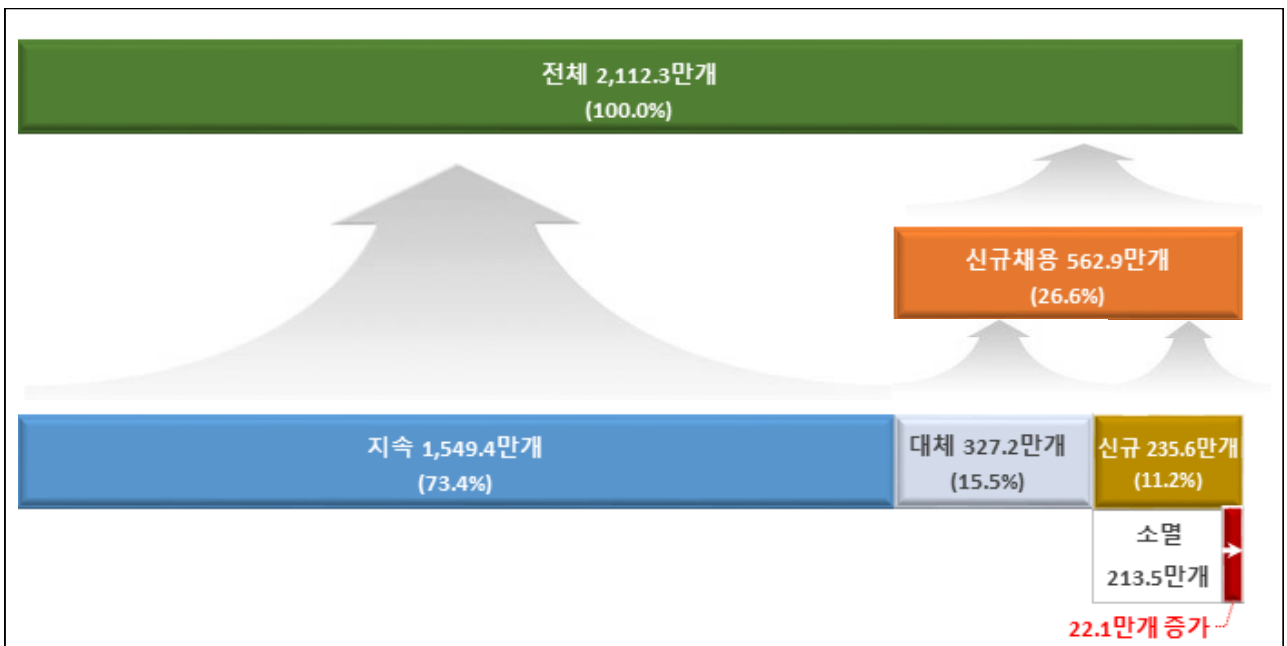 전체 2,112.3만개
(100.0%)
신규채용 562.9만개
(26.6%)
지속 1,549.4만개
(73.4%)
대체 327.2만개
(15.5%)
신규 235.6만개
(11.2%)
소멸
213.5만개
22.1만개 증가